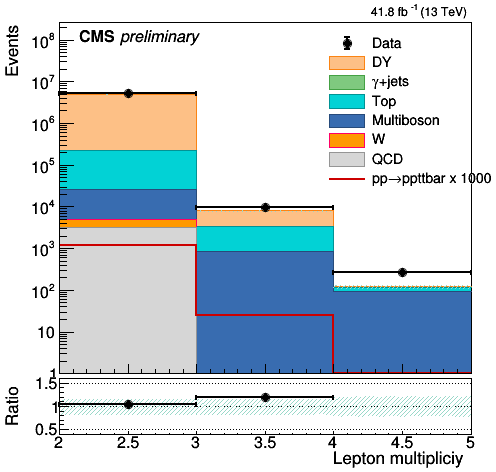 41.8 fb⁻¹ (13 TeV)
CMS preliminary
Events
10⁸
10⁷
10⁶
10⁵
10⁴
10³
10²
10
1
Data
DY
γ+jets
Top
Multiboson
W
QCD
pp→ppttbar x 1000
Ratio
1.5
1
0.5
2 2.5 3 3.5 4 4.5 5
Lepton multipliciy